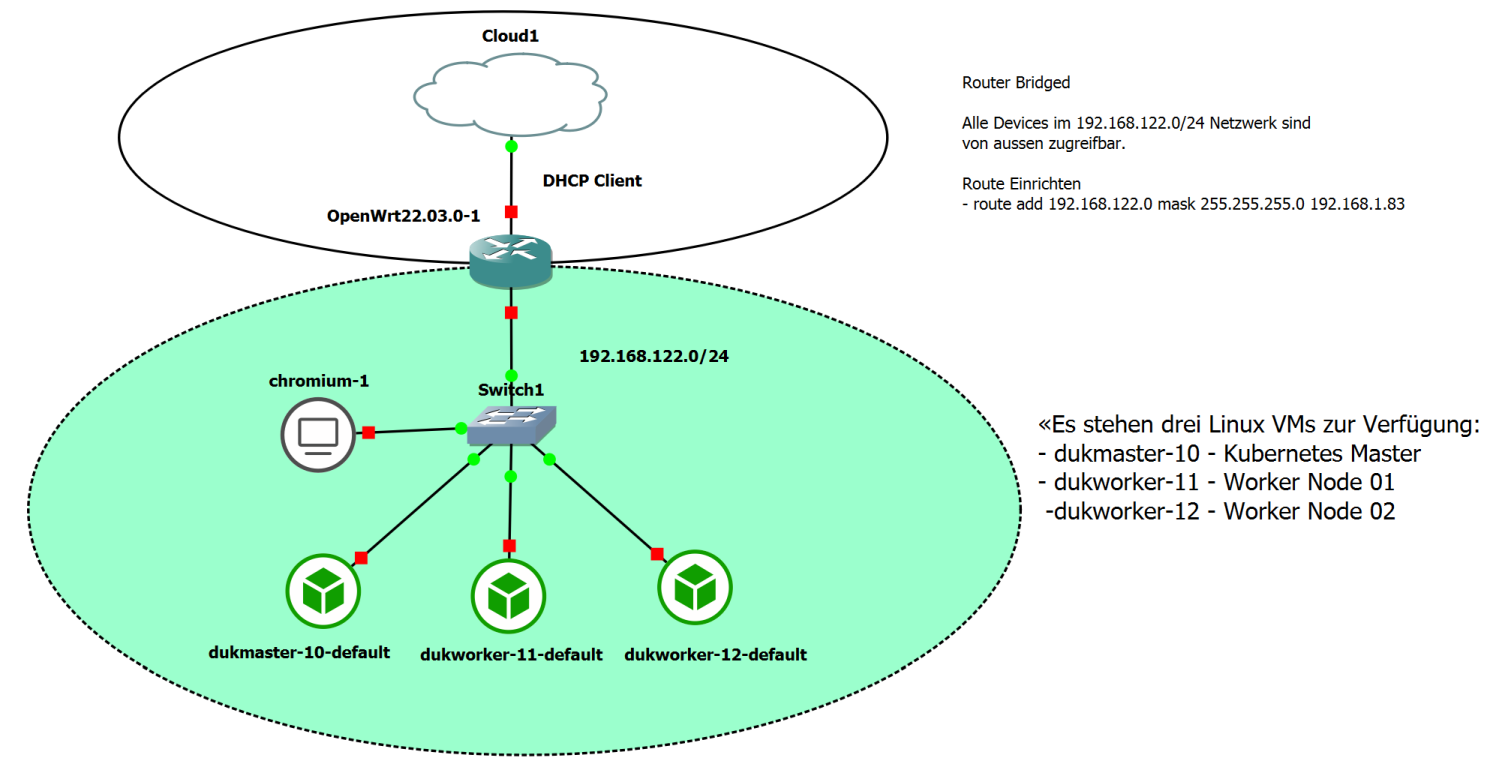 Cloud1
Router Bridged
Alle Devices im 192.168.122.0/24 Netzwerk sind
von aussen zugreifbar.
Route Einrichten
- route add 192.168.122.0 mask 255.255.255.0 192.168.1.83
DHCP Client
OpenWrt22.03.0-1
192.168.122.0/24
chromium-1
Switch1
«Es stehen drei Linux VMs zur Verfügung:
- dukmaster-10 - Kubernetes Master
- dukworker-11 - Worker Node 01
-dukworker-12 - Worker Node 02
dukmaster-10-default
dukworker-11-default
dukworker-12-default